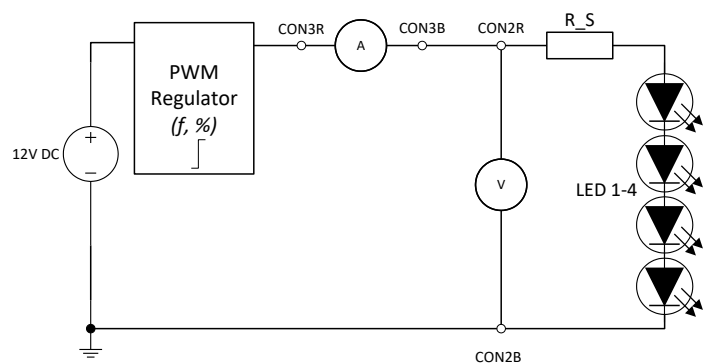 R_S
CON3R
CON3B
CON2R
A
PWM
Regulator
(f, %)
12V DC
+
−
V
LED 1-4
CON2B